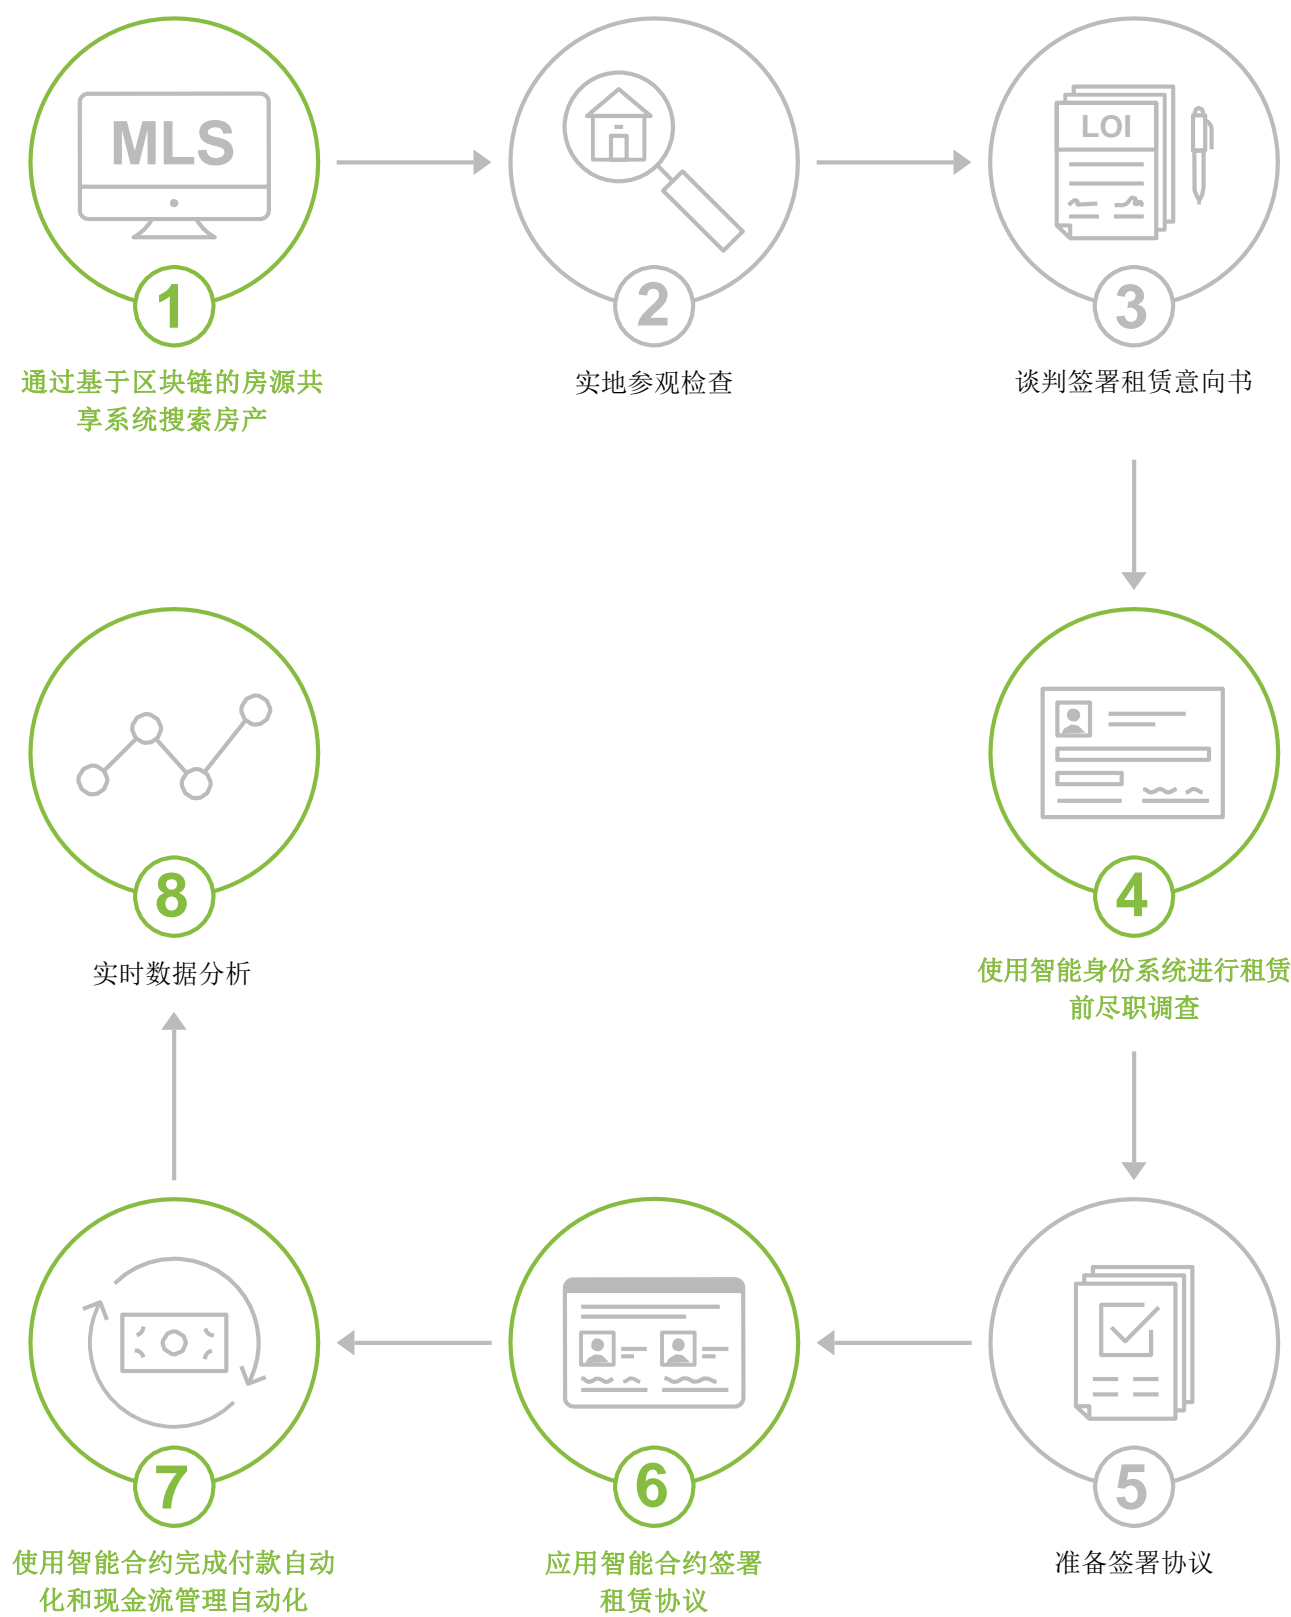 MLS
1
通过基于区块链的房源共
享系统搜索房产
2
实地参观检查
LOI
3
谈判签署租赁意向书
4
使用智能身份系统进行租赁
前尽职调查
5
准备签署协议
6
应用智能合约签署
租赁协议
7
使用智能合约完成付款自动
化和现金流管理自动化
8
实时数据分析